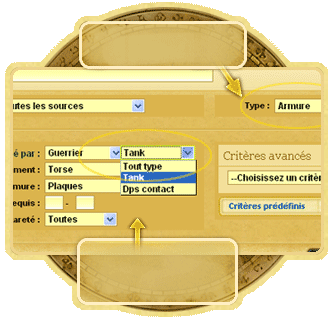 utes les sources Type : Armure
é par : Guerrier Tank
Tout type
Tank
Dps contact
ment : Torse
mure : Plaques
equis : -
areté : Toutes
Critères avancés
--Choisissez un critèr
Critères prédéfinis